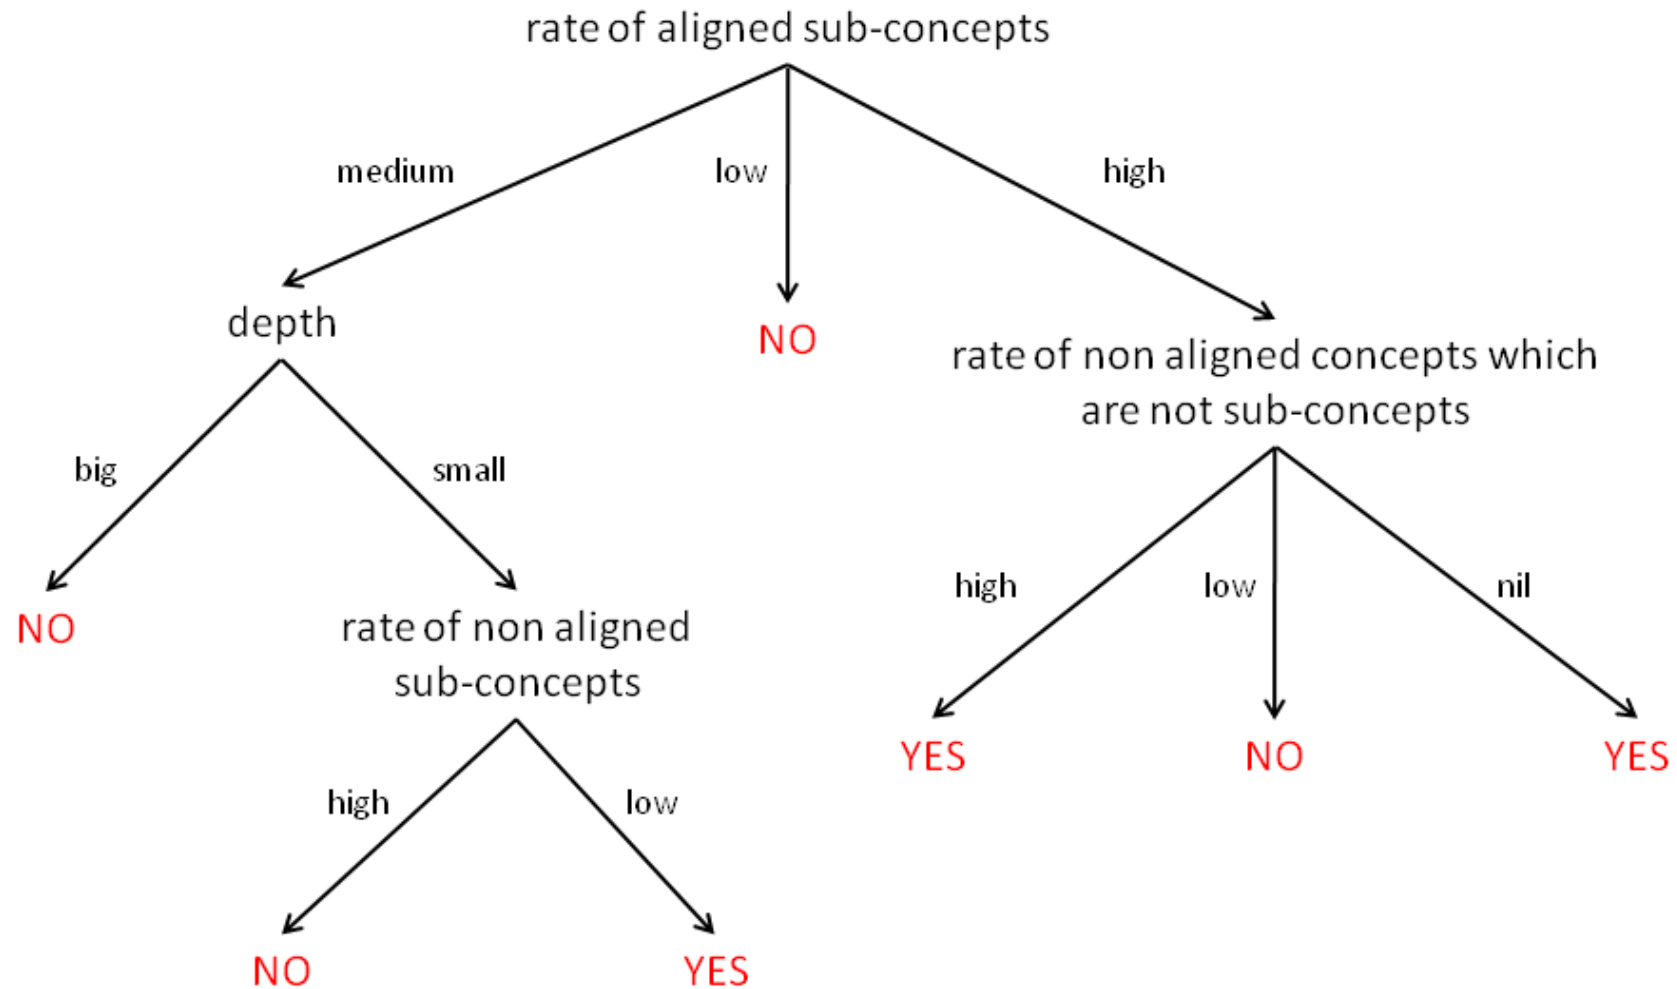 rate of aligned sub-concepts
medium
low
high
depth
NO
rate of non aligned concepts which
are not sub-concepts
big
small
high
low
nil
NO
rate of non aligned
sub-concepts
YES
NO
YES
high
low
NO
YES